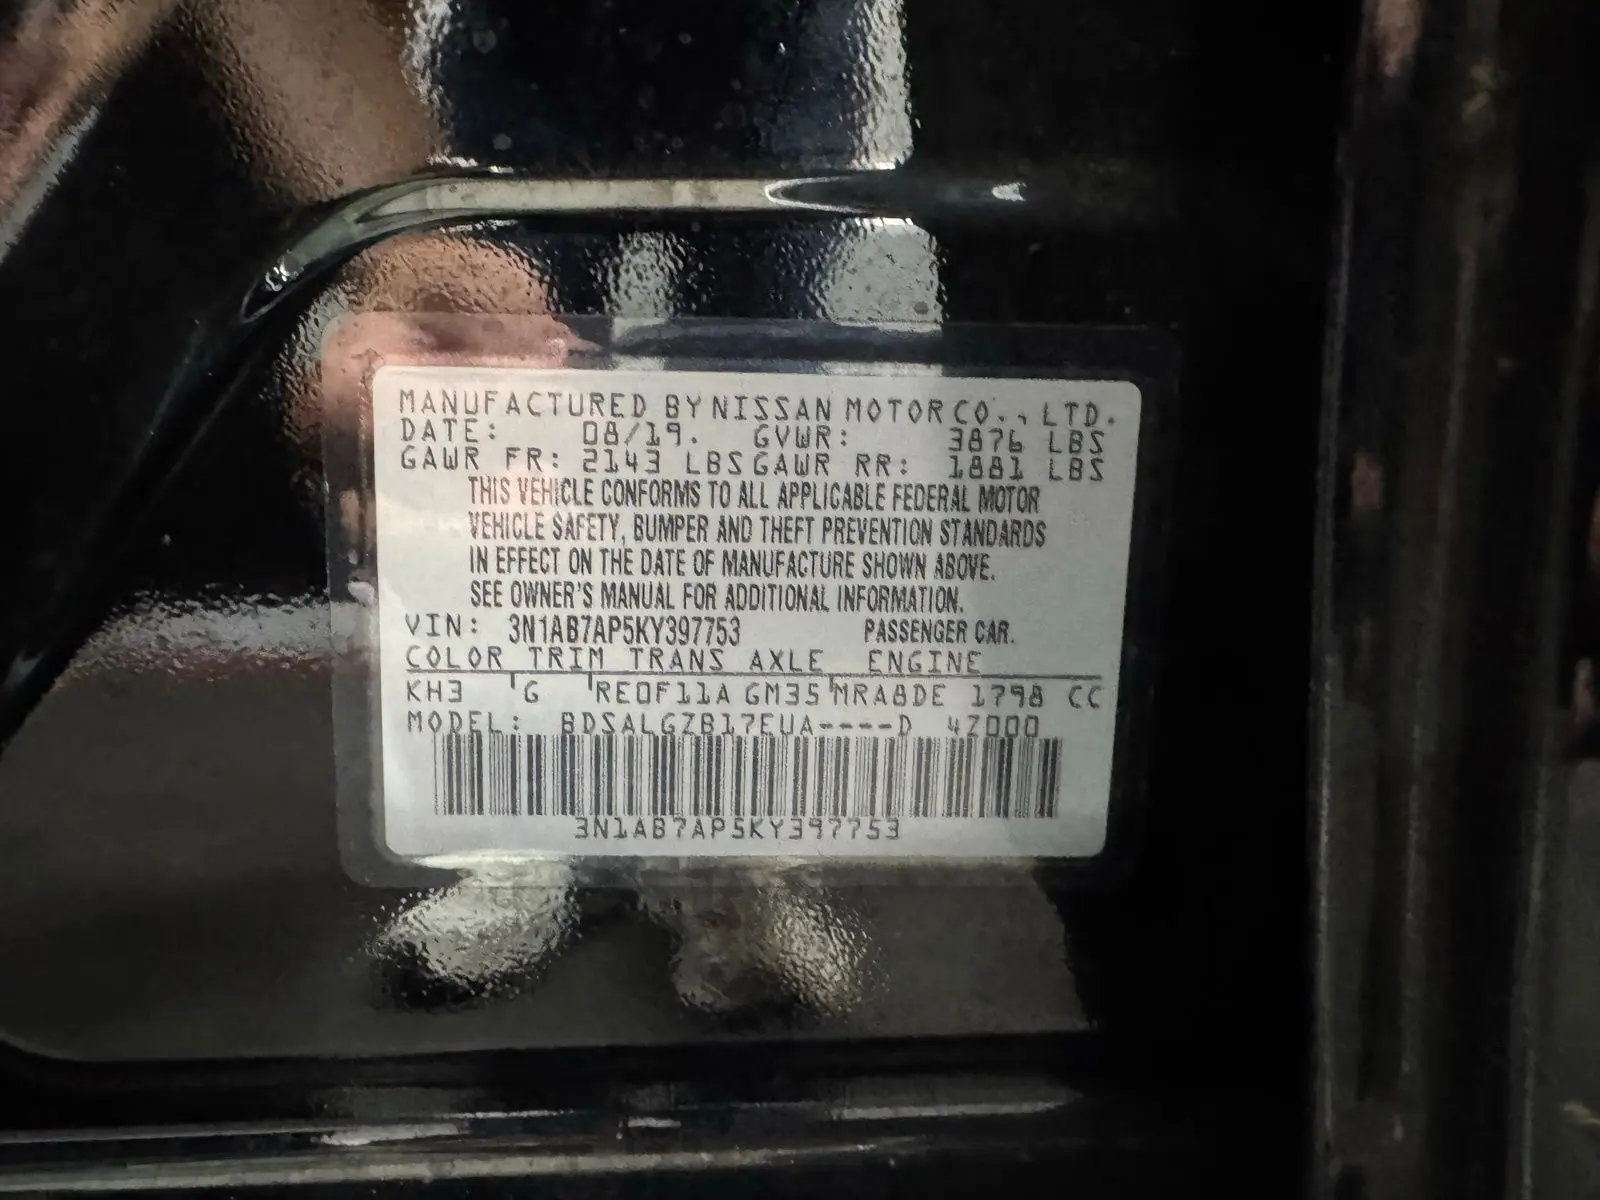 MANUFACTURED BY NISSAN MOTOR CO., LTD.
DATE: 08/19. GVWR: 3876 LBS
GAWR FR: 2143 LBS GAWR RR: 1881 LBS
THIS VEHICLE CONFORMS TO ALL APPLICABLE FEDERAL MOTOR
VEHICLE SAFETY, BUMPER AND THEFT PREVENTION STANDARDS
IN EFFECT ON THE DATE OF MANUFACTURE SHOWN ABOVE.
SEE OWNER'S MANUAL FOR ADDITIONAL INFORMATION.
VIN: 3N1AB7AP5KY397753 PASSENGER CAR.
COLOR TRIM TRANS AXLE ENGINE
KH3 G RE0F11A GM35 MRA8DE 1798 CC
MODEL: BDSALGZB17EUA----D 4Z000
3N1AB7AP5KY397753